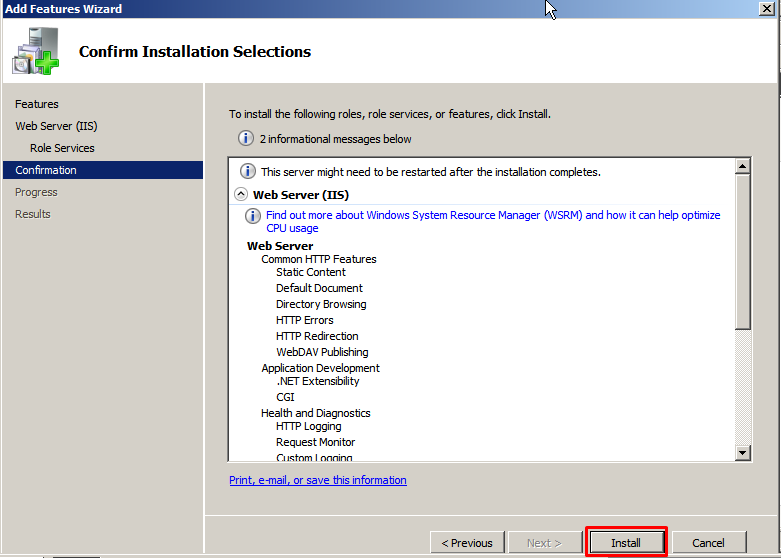 Add Features Wizard
Confirm Installation Selections
Features
Web Server (IIS)
Role Services
Confirmation
Progress
Results
To install the following roles, role services, or features, click Install.
2 informational messages below
This server might need to be restarted after the installation completes.
Web Server (IIS)
Find out more about Windows System Resource Manager (WSRM) and how it can help optimize
CPU usage
Web Server
Common HTTP Features
Static Content
Default Document
Directory Browsing
HTTP Errors
HTTP Redirection
WebDAV Publishing
Application Development
.NET Extensibility
CGI
Health and Diagnostics
HTTP Logging
Request Monitor
Custom Logging
Print, e-mail, or save this information
< Previous
Next >
Install
Cancel